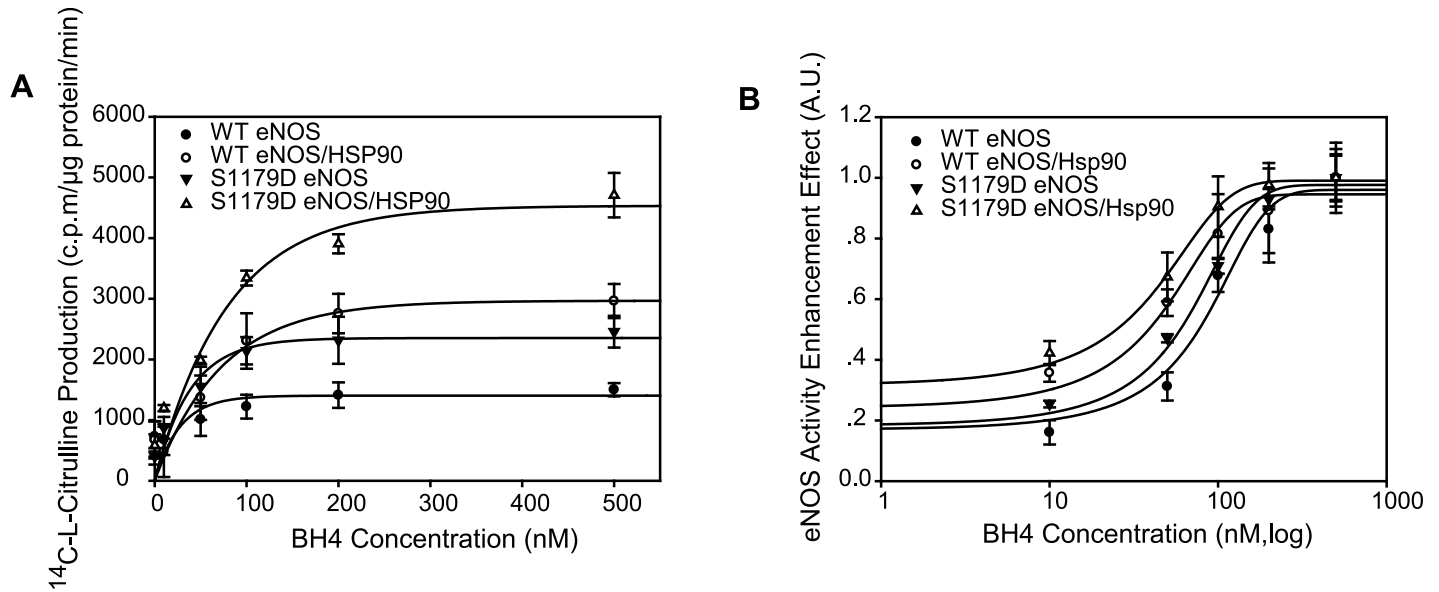 A
¹⁴C-L-Citrulline Production (c.p.m/µg protein/min)
6000
5000
4000
3000
2000
1000
0
WT eNOS
WT eNOS/HSP90
S1179D eNOS
S1179D eNOS/HSP90
0 100 200 300 400 500
BH4 Concentration (nM)
B
eNOS Activity Enhancement Effect (A.U.)
1.2
1.0
.8
.6
.4
.2
0.0
WT eNOS
WT eNOS/Hsp90
S1179D eNOS
S1179D eNOS/Hsp90
1 10 100 1000
BH4 Concentration (nM,log)